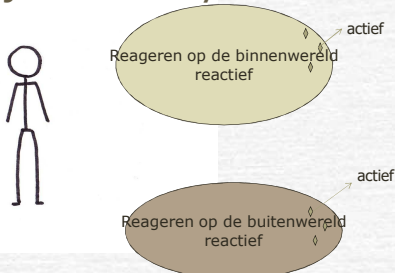 actief
Reageren op de binnenwereld
reactief
actief
Reageren op de buitenwereld
reactief